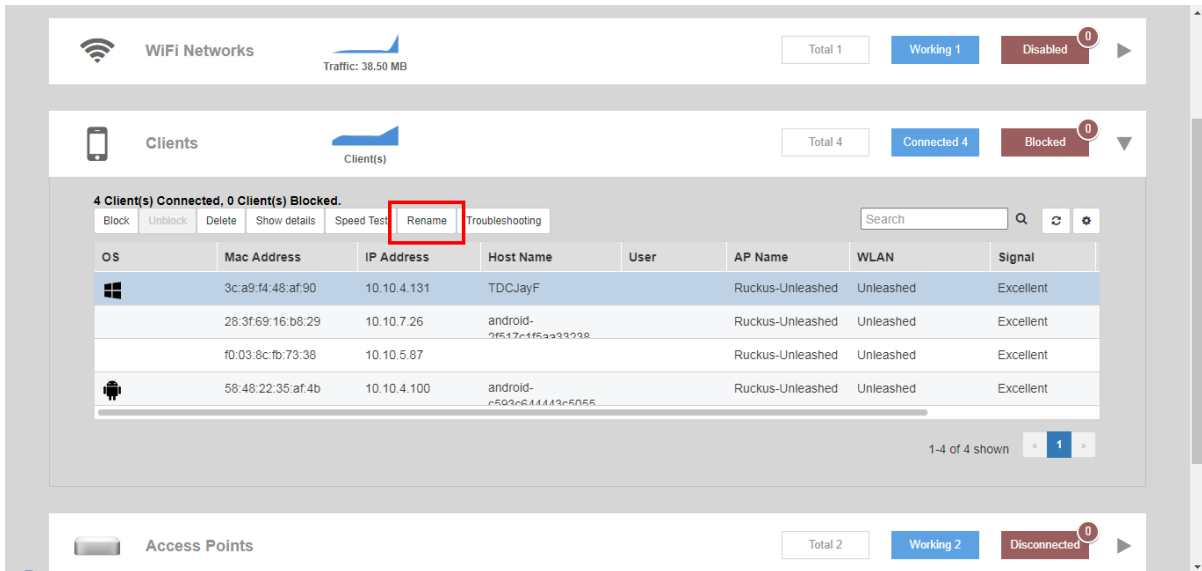 WiFi Networks
Traffic: 38.50 MB
Total 1
Working 1
Disabled
0
Clients
Client(s)
Total 4
Connected 4
Blocked
0
4 Client(s) Connected, 0 Client(s) Blocked.
Block Unblock Delete Show details Speed Test Rename Troubleshooting
Search
OS Mac Address IP Address Host Name User AP Name WLAN Signal
3c:a9:f4:48:af:90 10.10.4.131 TDCJayF Ruckus-Unleashed Unleashed Excellent
28:3f:69:16:b8:29 10.10.7.26 android- Ruckus-Unleashed Unleashed Excellent
2f517c1f5aa33238
f0:03:8c:fb:73:38 10.10.5.87 Ruckus-Unleashed Unleashed Excellent
58:48:22:35:af:4b 10.10.4.100 android- Ruckus-Unleashed Unleashed Excellent
c593c644443c5055
1-4 of 4 shown « 1 »
Access Points
Total 2
Working 2
Disconnected
0